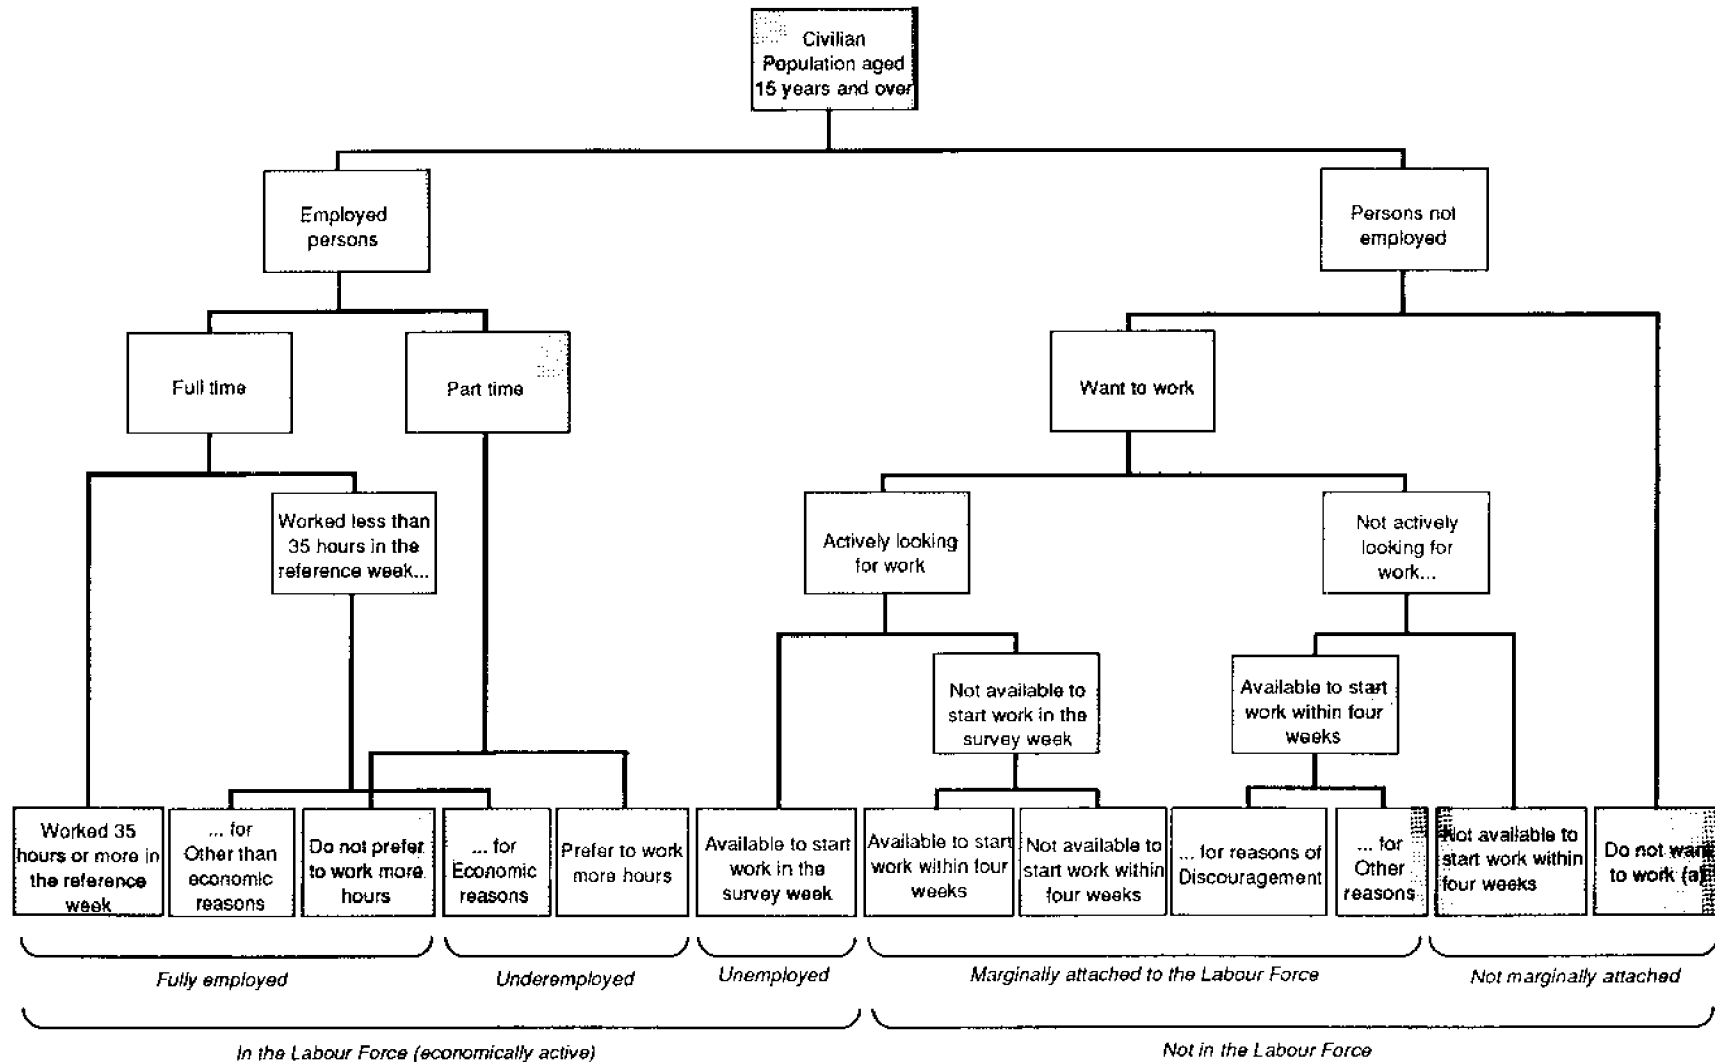 Civilian
Population aged
15 years and over
Employed
persons
Persons not
employed
Full time
Part time
Want to work
Worked less than
35 hours in the
reference week...
Actively looking
for work
Not actively
looking for
work...
Not available to
start work in the
survey week
Available to start
work within four
weeks
Worked 35
hours or more in
the reference
week
... for
Other than
economic
reasons
Do not prefer
to work more
hours
... for
Economic
reasons
Prefer to work
more hours
Available to start
work in the
survey week
Available to start
work within four
weeks
Not available to
start work within
four weeks
... for reasons of
Discouragement
... for
Other
reasons
Not available to
start work within
four weeks
Do not want
to work (a)
Fully employed
Underemployed
Unemployed
Marginally attached to the Labour Force
Not marginally attached
In the Labour Force (economically active)
Not in the Labour Force